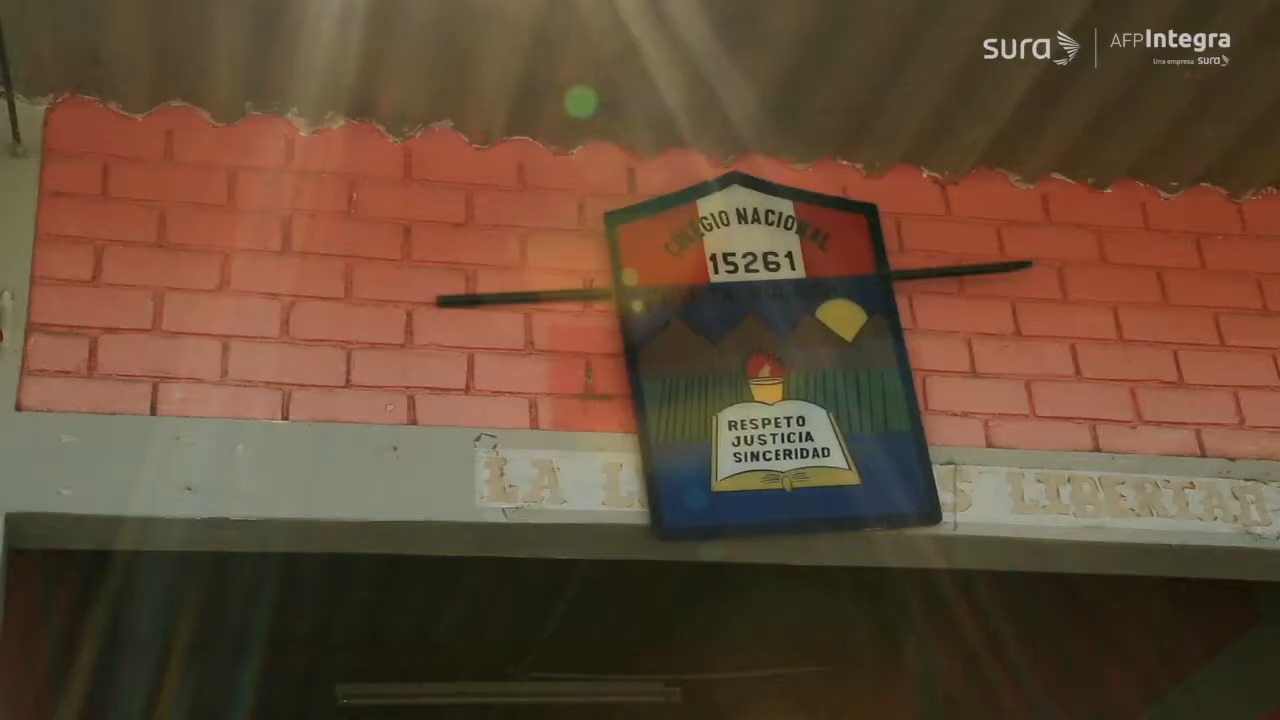 sura
AFPIntegra
Una empresa sura
COLEGIO NACIONAL
15261
RESPETO
JUSTICIA
SINCERIDAD
LA
LIBERTAD